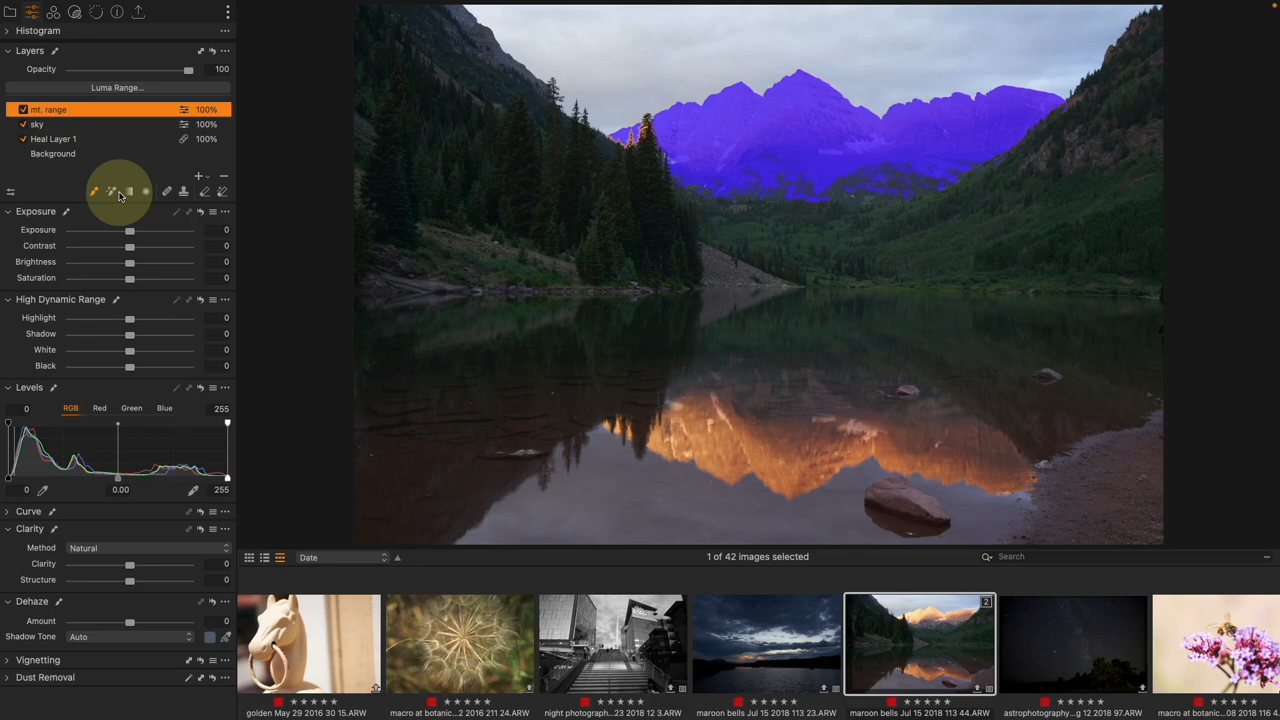 Histogram
Layers
Opacity 100
Luma Range...
mt. range 100%
sky 100%
Heal Layer 1 100%
Background
Exposure
Exposure 0
Contrast 0
Brightness 0
Saturation 0
High Dynamic Range
Highlight 0
Shadow 0
White 0
Black 0
Levels
0 RGB Red Green Blue 255
0 0.00 255
Curve
Clarity
Method Natural
Clarity 0
Structure 0
Dehaze
Amount 0
Shadow Tone Auto
Vignetting
Dust Removal
Date 1 of 42 images selected Search
2
golden May 29 2016 30 15.ARW macro at botanic...2 2016 211 24.ARW night photograph...23 2018 12 3.ARW maroon bells Jul 15 2018 113 23.ARW maroon bells Jul 15 2018 113 44.ARW astrophotography...g 12 2018 97.ARW macro at botanic... 08 2018 116 4